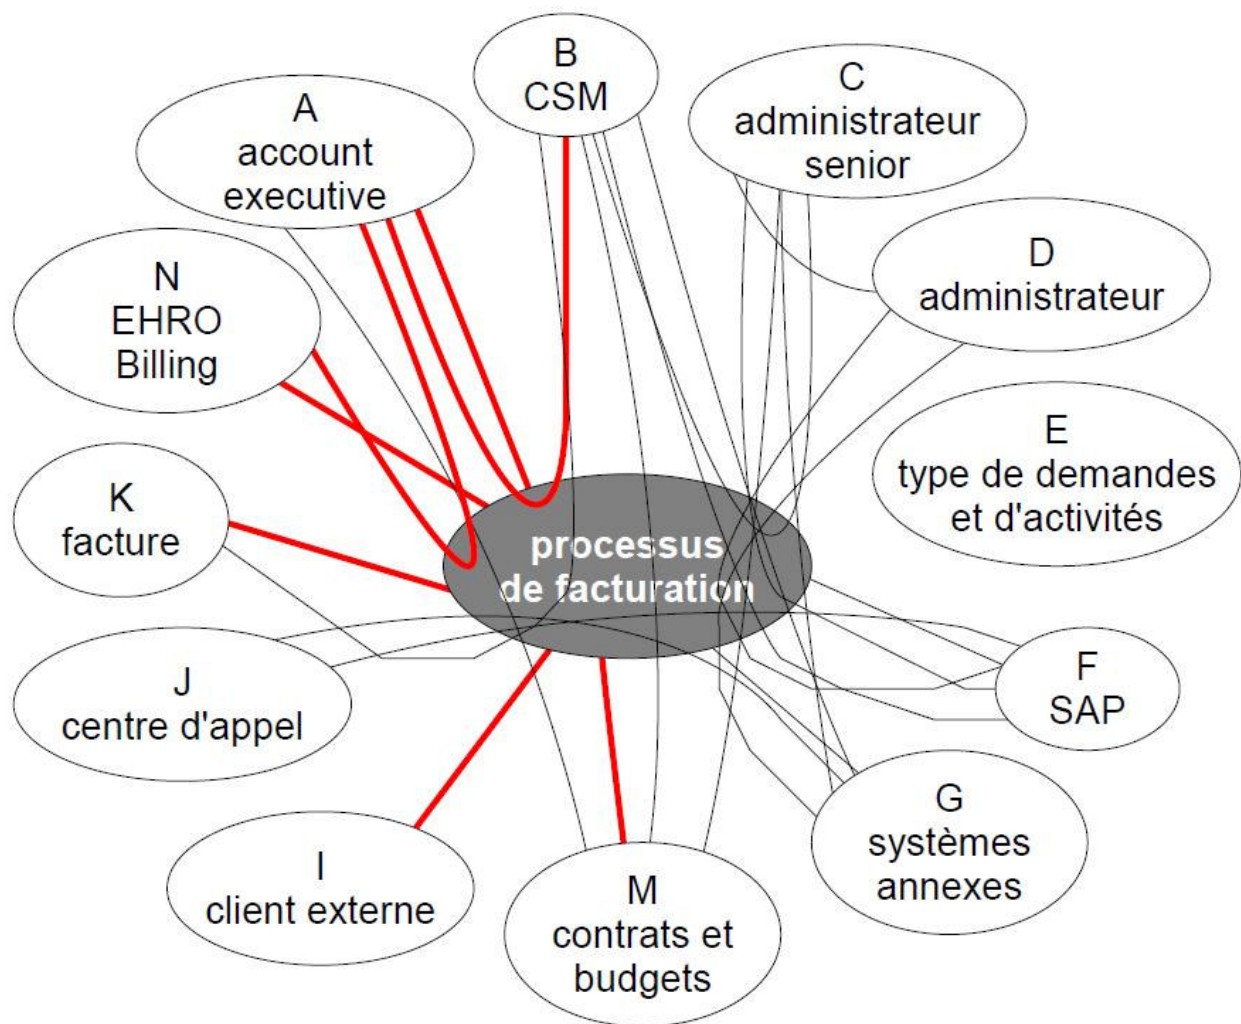 B
CSM
C
administrateur
senior
A
account
executive
D
administrateur
N
EHRO
Billing
E
type de demandes
et d'activités
K
facture
processus
de facturation
F
SAP
J
centre d'appel
G
systèmes
annexes
I
client externe
M
contrats et
budgets